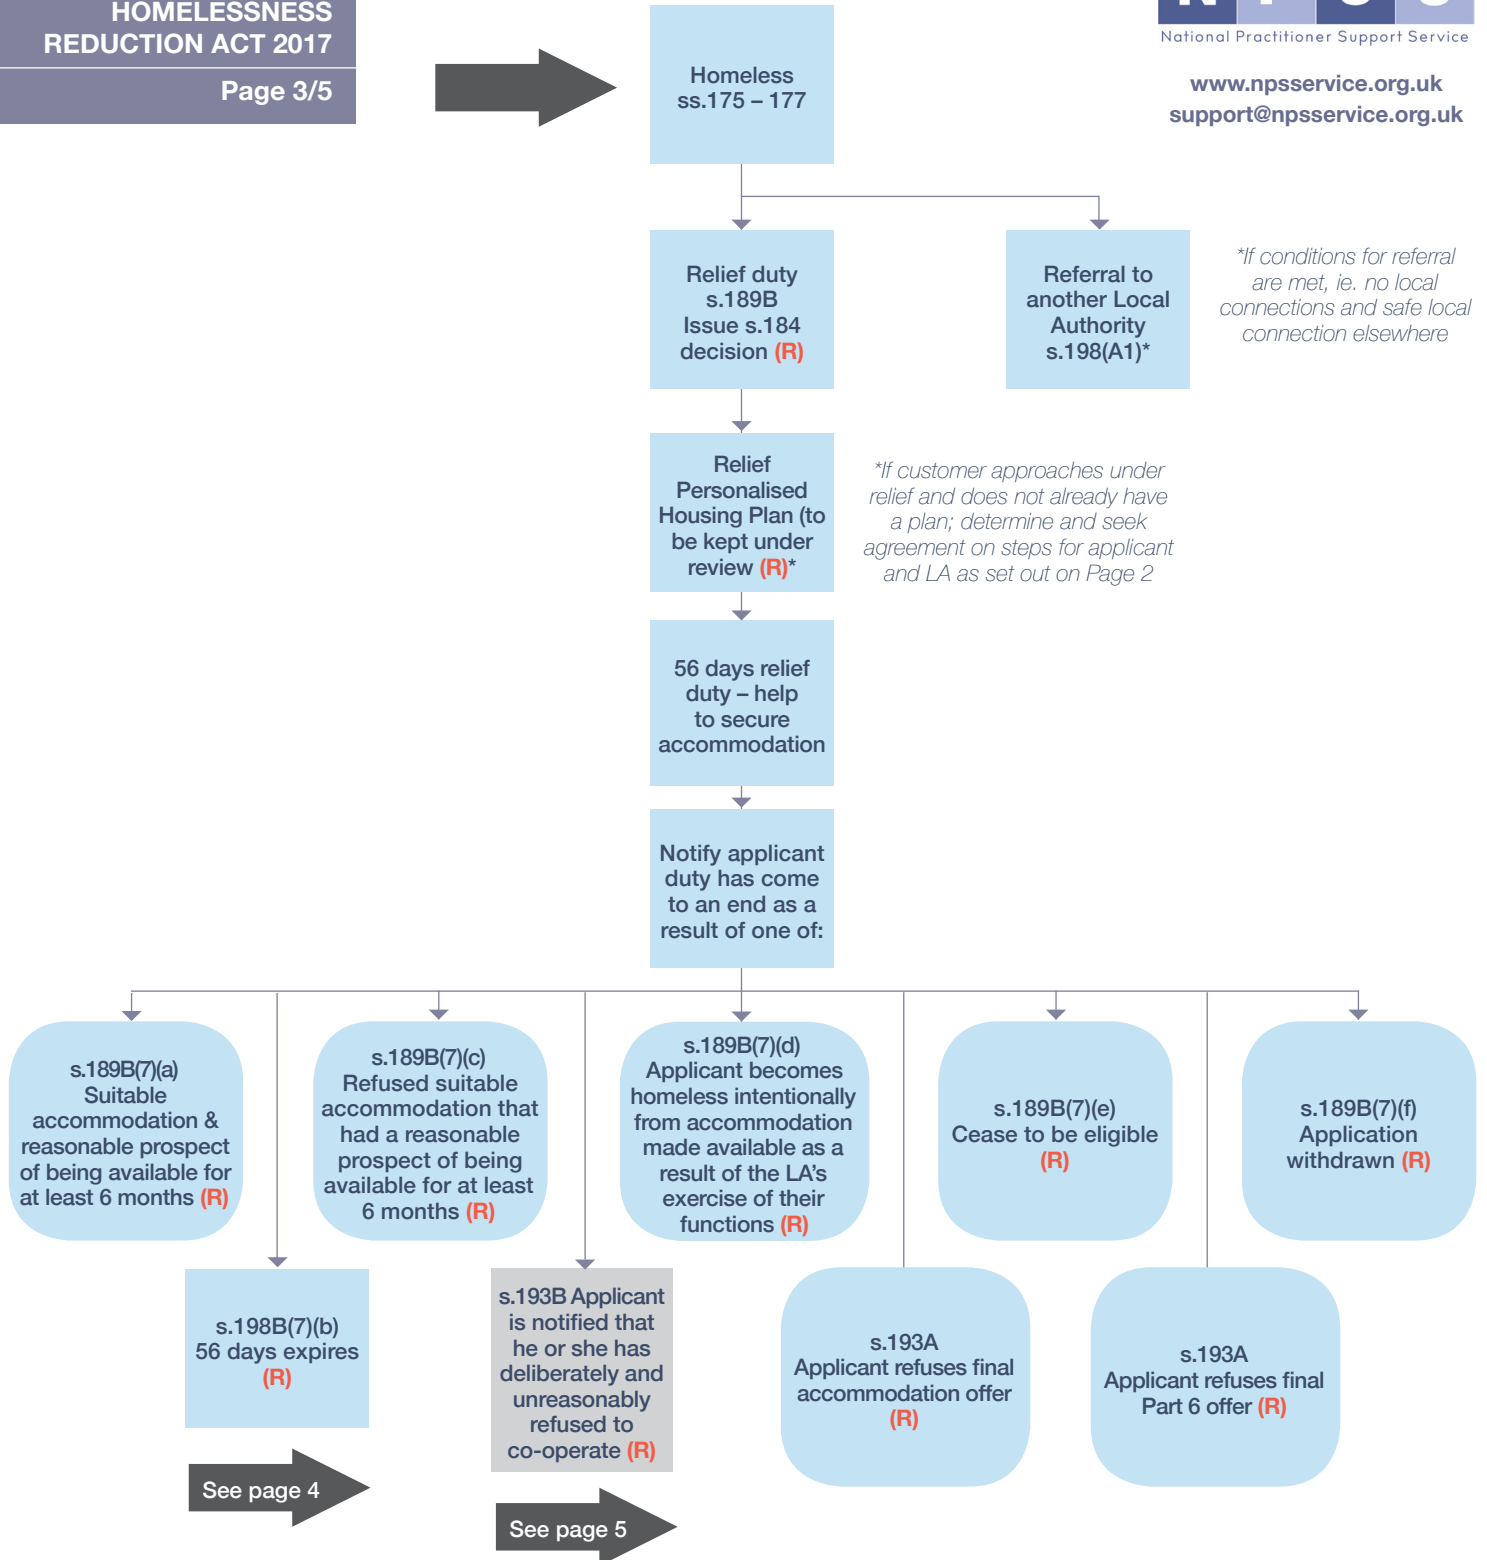 HOMELESSNESS
REDUCTION ACT 2017
Page 3/5
National Practitioner Support Service
www.npsservice.org.uk
support@npsservice.org.uk
Homeless
ss.175 – 177
Relief duty
s.189B
Issue s.184
decision (R)
Referral to
another Local
Authority
s.198(A1)*
*If conditions for referral
are met, ie. no local
connections and safe local
connection elsewhere
Relief
Personalised
Housing Plan (to
be kept under
review (R)*
*If customer approaches under
relief and does not already have
a plan; determine and seek
agreement on steps for applicant
and LA as set out on Page 2
56 days relief
duty – help
to secure
accommodation
Notify applicant
duty has come
to an end as a
result of one of:
s.189B(7)(a)
Suitable
accommodation &
reasonable prospect
of being available for
at least 6 months (R)
s.189B(7)(c)
Refused suitable
accommodation that
had a reasonable
prospect of being
available for at least
6 months (R)
s.189B(7)(d)
Applicant becomes
homeless intentionally
from accommodation
made available as a
result of the LA's
exercise of their
functions (R)
s.189B(7)(e)
Cease to be eligible
(R)
s.189B(7)(f)
Application
withdrawn (R)
s.198B(7)(b)
56 days expires
(R)
s.193B Applicant
is notified that
he or she has
deliberately and
unreasonably
refused to
co-operate (R)
s.193A
Applicant refuses final
accommodation offer
(R)
s.193A
Applicant refuses final
Part 6 offer (R)
See page 4
See page 5